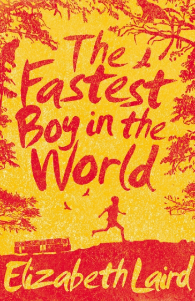 The
Fastest
Boy in the
World
Elizabeth Laird